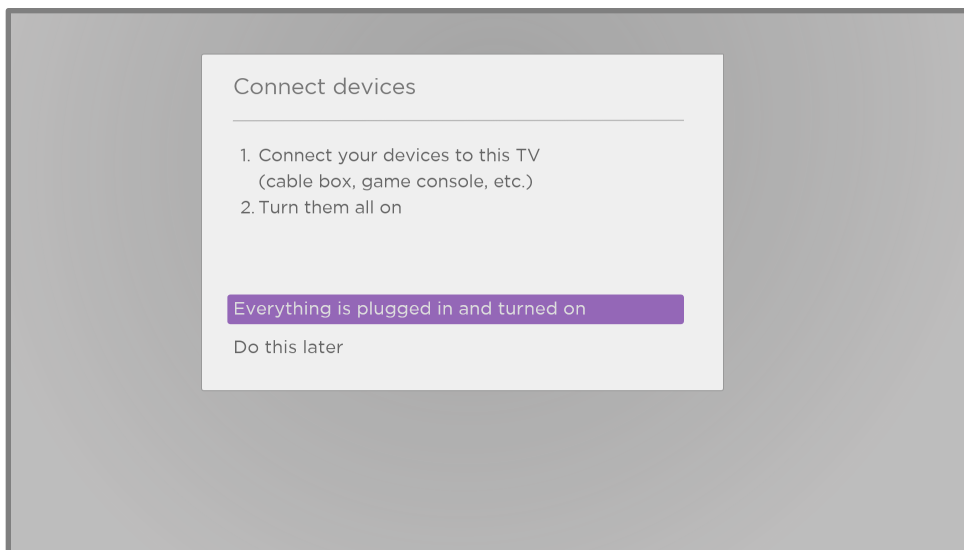 Connect devices
1. Connect your devices to this TV
(cable box, game console, etc.)
2. Turn them all on
Everything is plugged in and turned on
Do this later